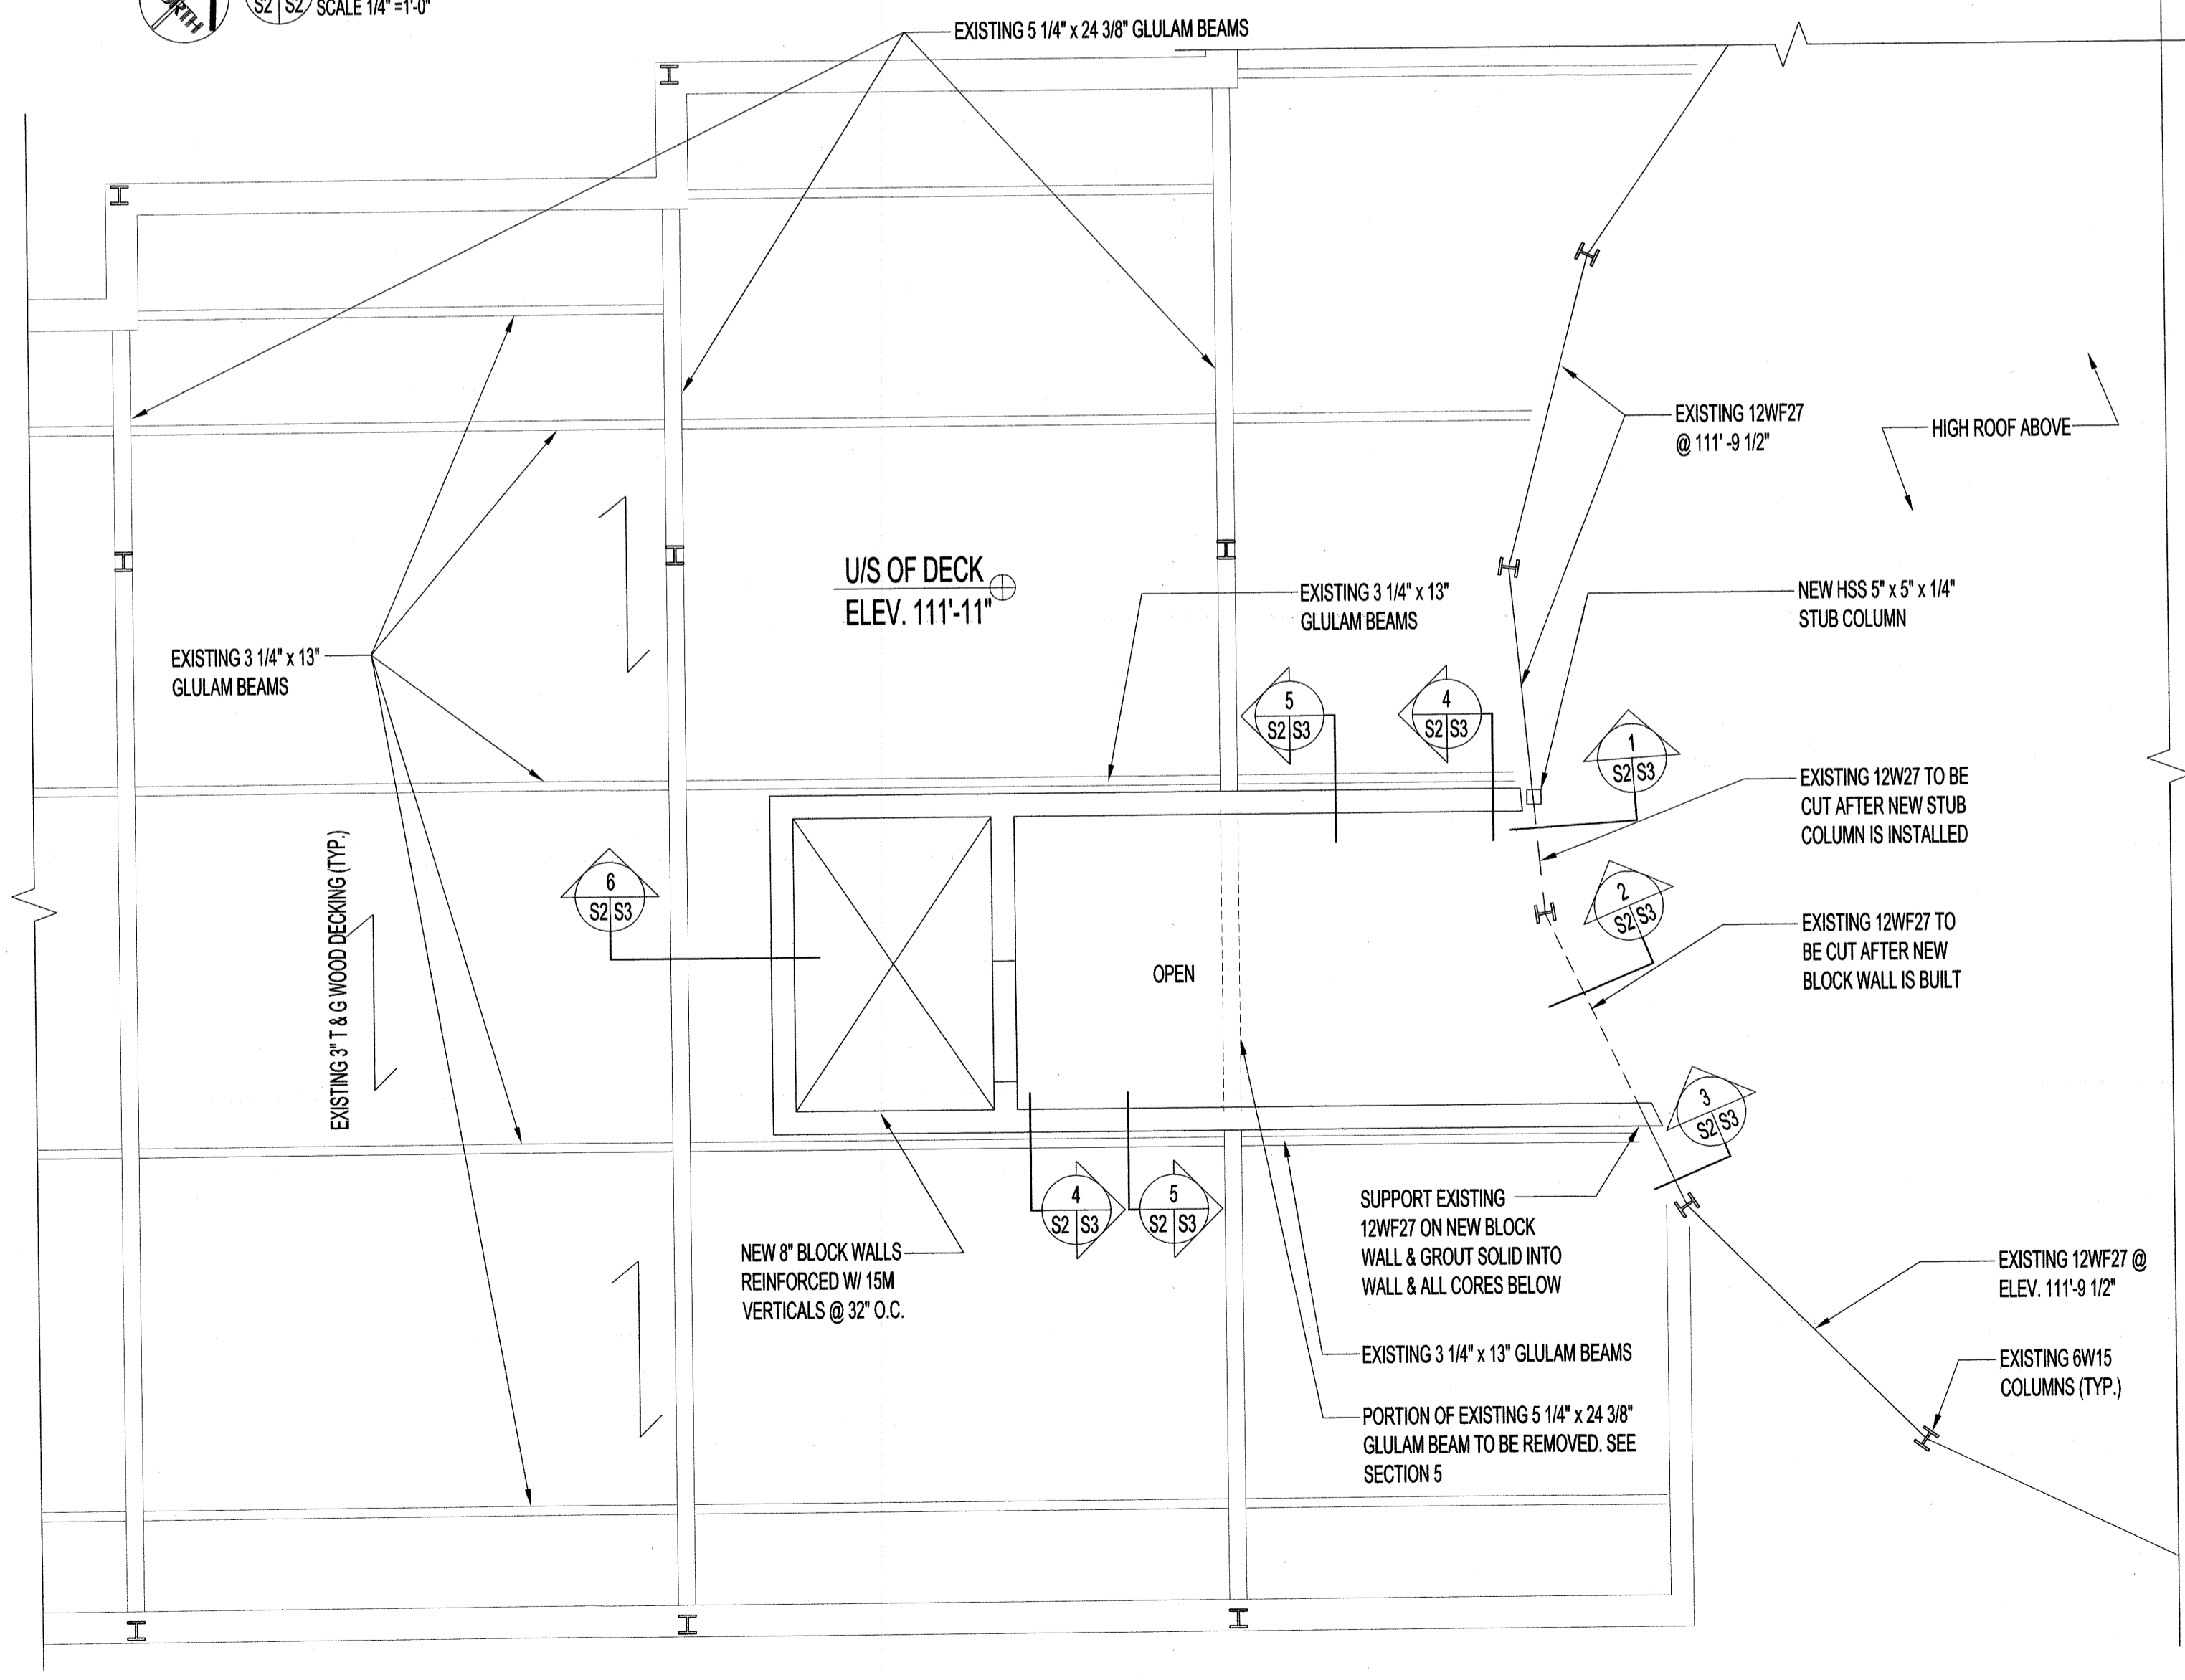 NORTH
S2 S2
SCALE 1/4" =1'-0"
EXISTING 5 1/4" x 24 3/8" GLULAM BEAMS
EXISTING 12WF27
@ 111' -9 1/2"
HIGH ROOF ABOVE
U/S OF DECK
ELEV. 111'-11"
EXISTING 3 1/4" x 13"
GLULAM BEAMS
NEW HSS 5" x 5" x 1/4"
STUB COLUMN
EXISTING 3 1/4" x 13"
GLULAM BEAMS
5
S2 S3
4
S2 S3
1
S2 S3
EXISTING 12W27 TO BE
CUT AFTER NEW STUB
COLUMN IS INSTALLED
EXISTING 3" T & G WOOD DECKING (TYP.)
6
S2 S3
2
S2 S3
EXISTING 12WF27 TO
BE CUT AFTER NEW
BLOCK WALL IS BUILT
OPEN
3
S2 S3
4
S2 S3
5
S2 S3
SUPPORT EXISTING
12WF27 ON NEW BLOCK
WALL & GROUT SOLID INTO
WALL & ALL CORES BELOW
NEW 8" BLOCK WALLS
REINFORCED W/ 15M
VERTICALS @ 32" O.C.
EXISTING 12WF27 @
ELEV. 111'-9 1/2"
EXISTING 3 1/4" x 13" GLULAM BEAMS
EXISTING 6W15
COLUMNS (TYP.)
PORTION OF EXISTING 5 1/4" x 24 3/8"
GLULAM BEAM TO BE REMOVED. SEE
SECTION 5